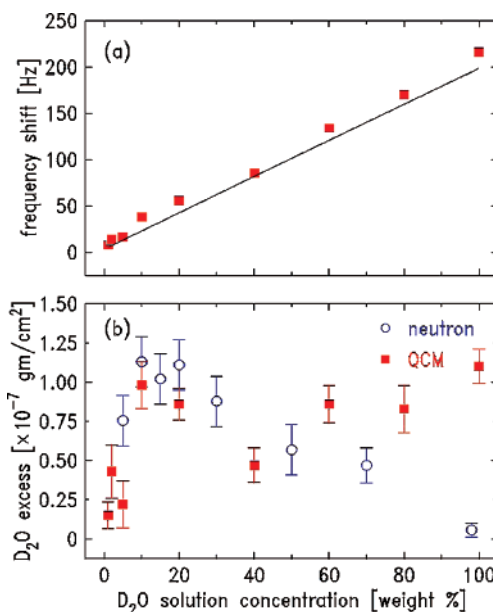 (a)
frequency shift [Hz]
250
200
150
100
50
0
(b)
neutron
QCM
D₂O excess [×10⁻⁷ gm/cm²]
1.50
1.25
1.00
0.75
0.50
0.25
0
0 20 40 60 80 100
D₂O solution concentration [weight %]